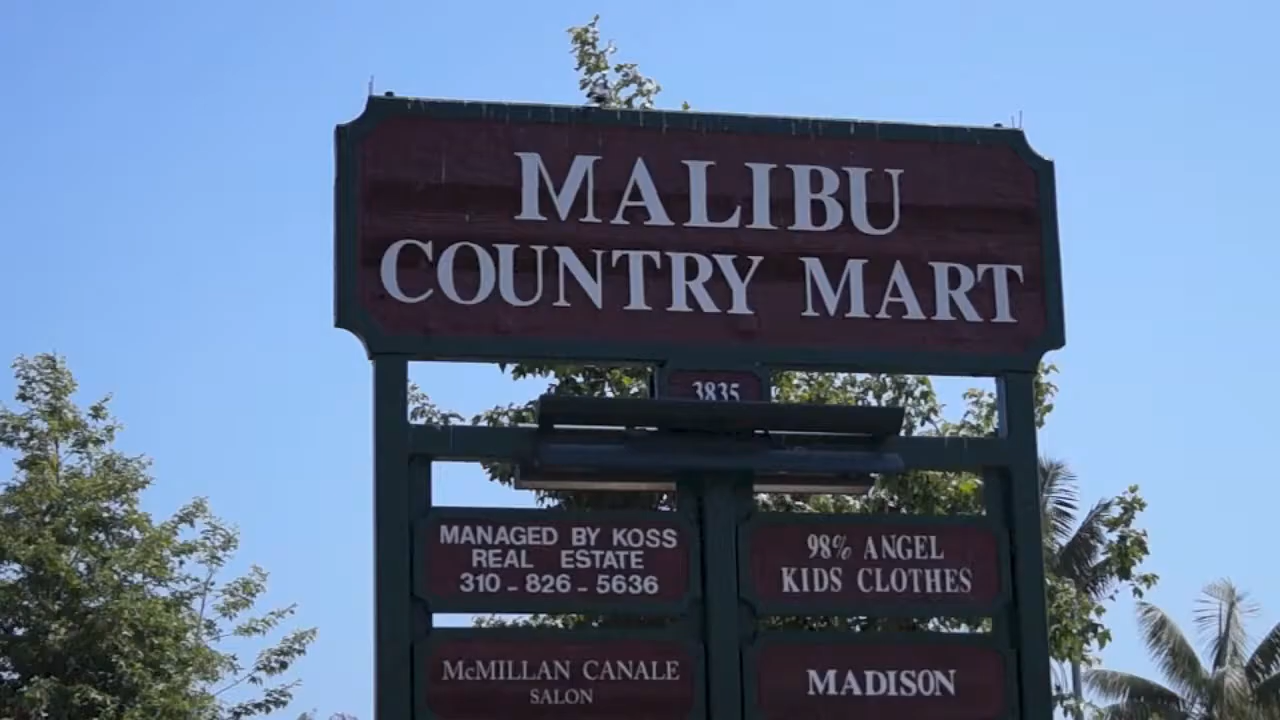 MALIBU
COUNTRY MART
3835
MANAGED BY KOSS
REAL ESTATE
310-826-5636
98% ANGEL
KIDS CLOTHES
McMILLAN CANALE
SALON
MADISON